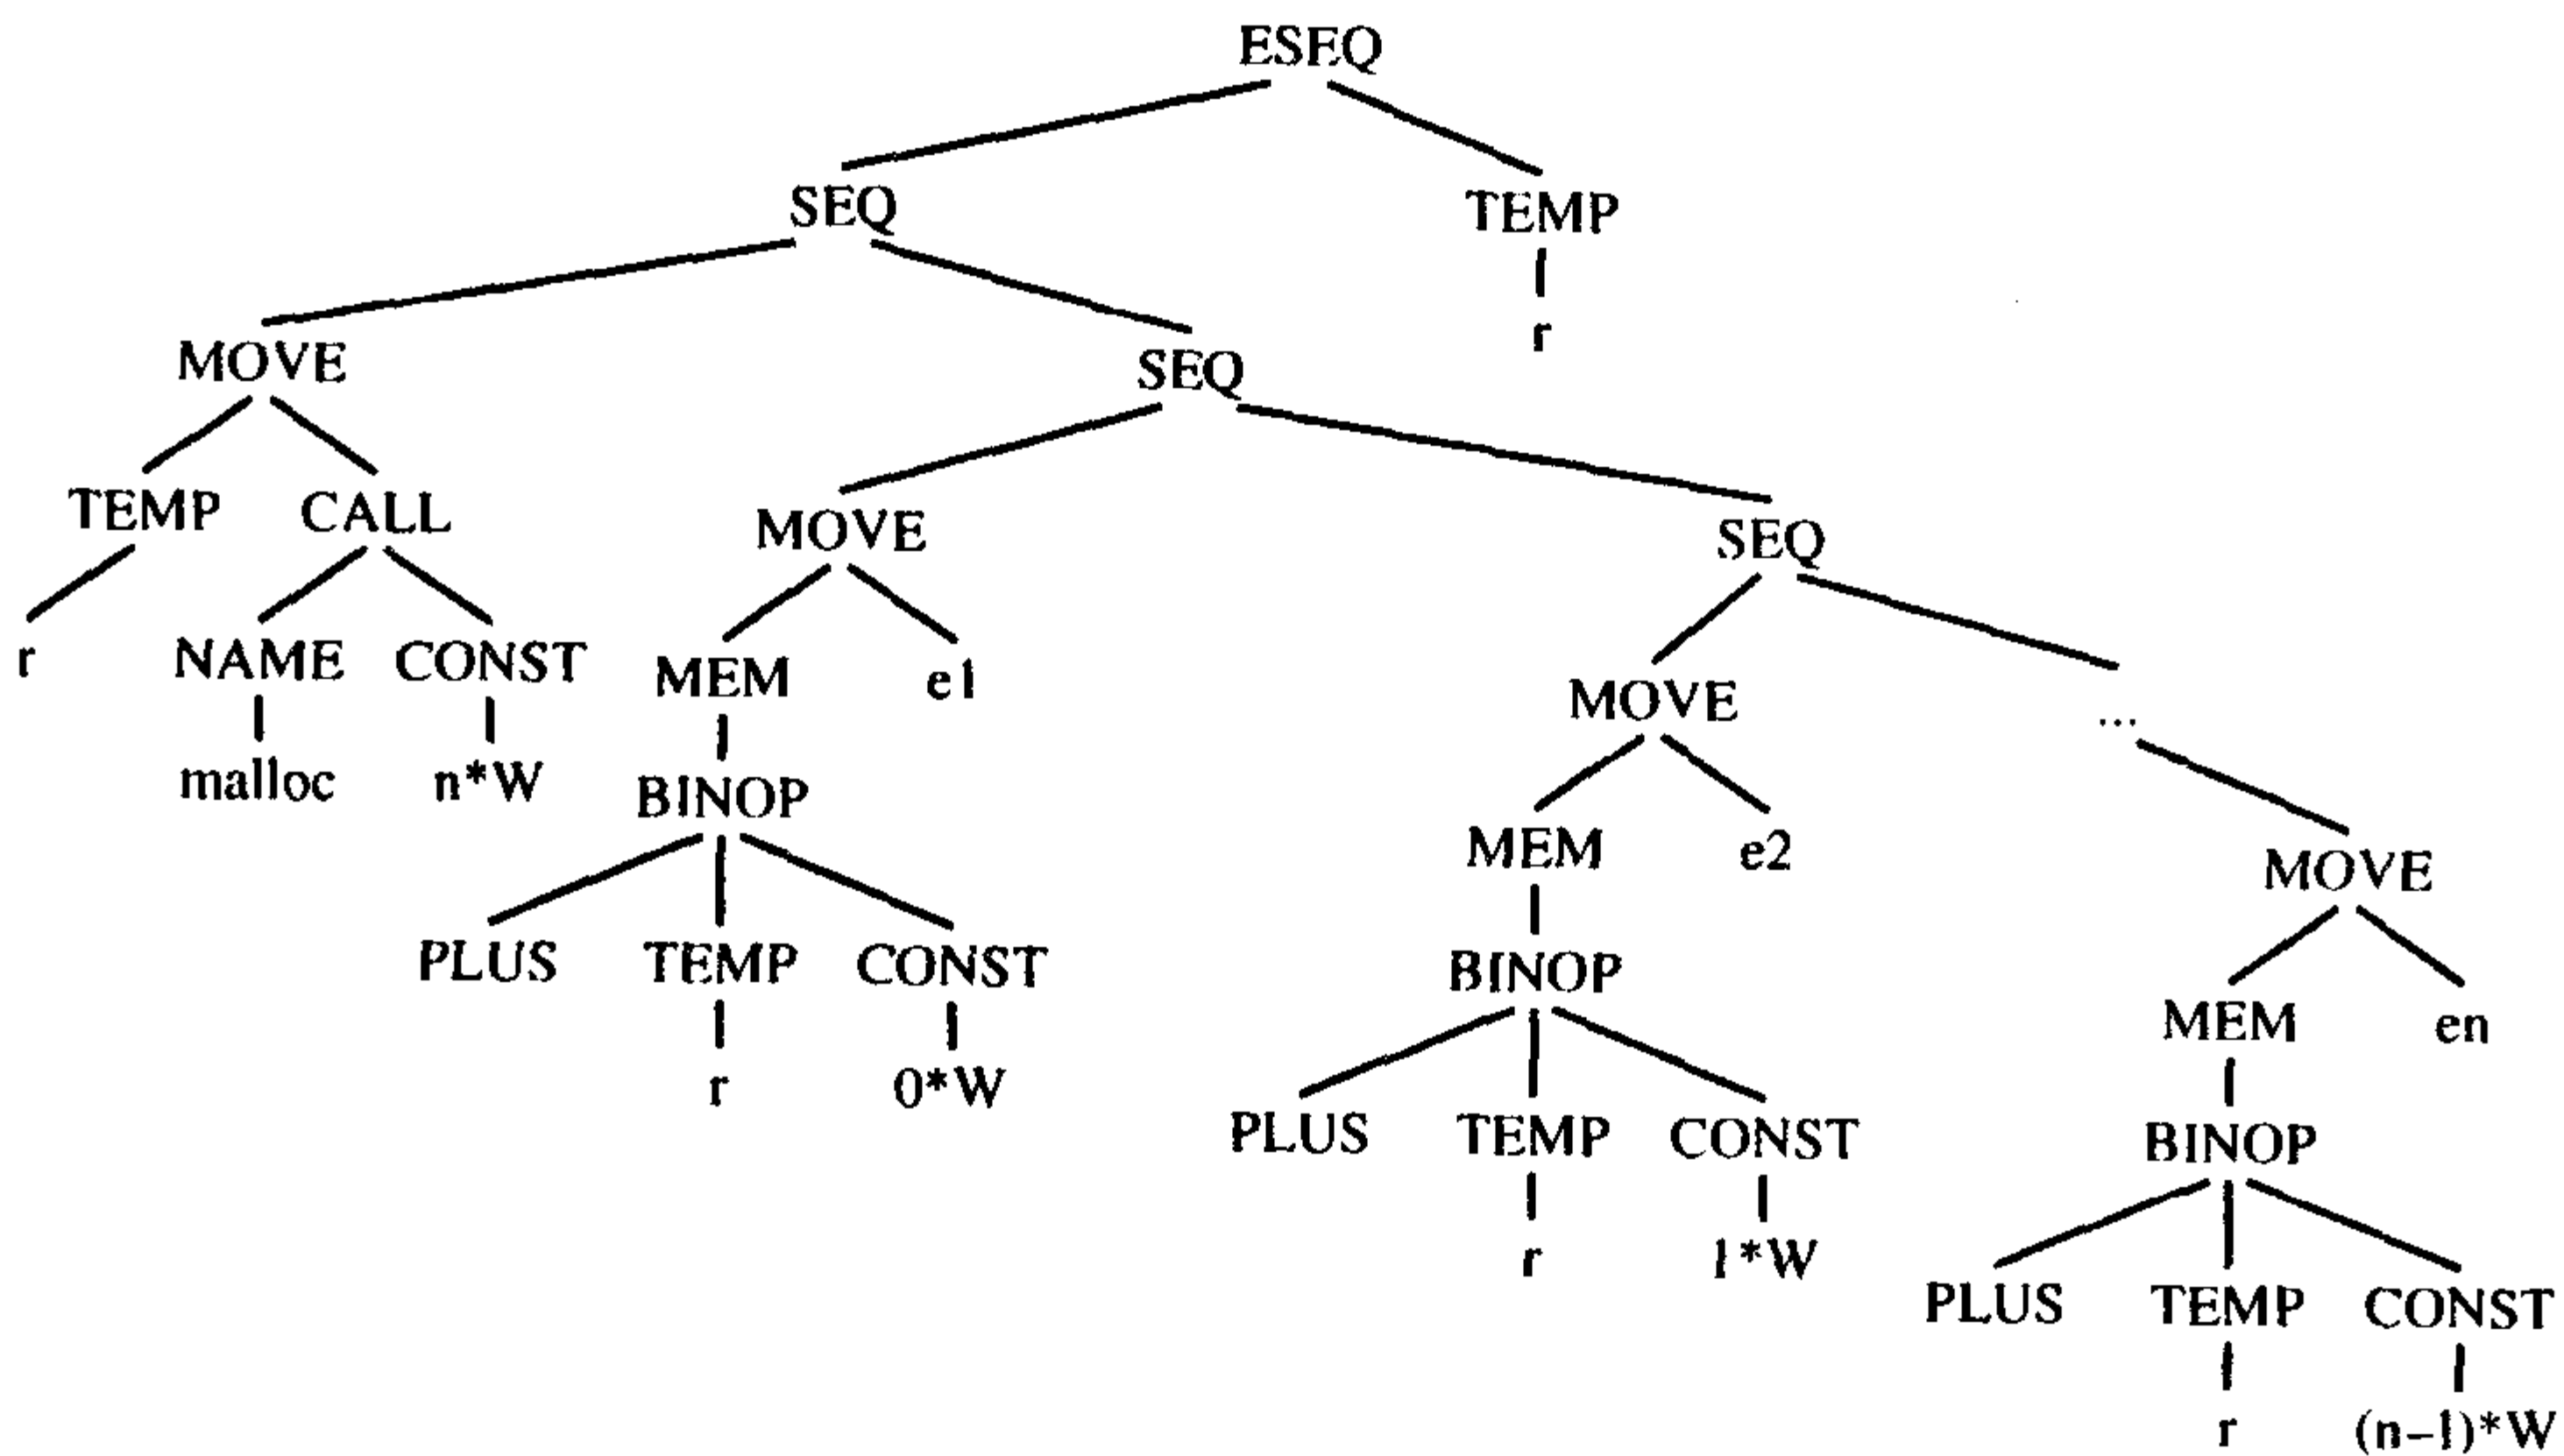 ESEQ
SEQ TEMP
r
MOVE SEQ
TEMP CALL MOVE SEQ
r NAME CONST MEM e1 MOVE ...
malloc n*W BINOP MEM e2 MOVE
PLUS TEMP CONST BINOP MEM en
r 0*W PLUS TEMP CONST BINOP
r 1*W PLUS TEMP CONST
r (n-1)*W